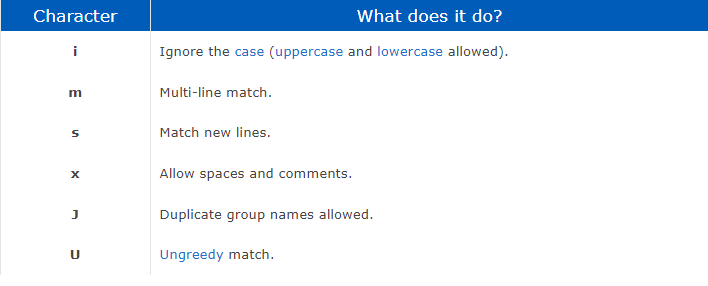 Character What does it do?
i Ignore the case (uppercase and lowercase allowed).
m Multi-line match.
s Match new lines.
x Allow spaces and comments.
J Duplicate group names allowed.
U Ungreedy match.